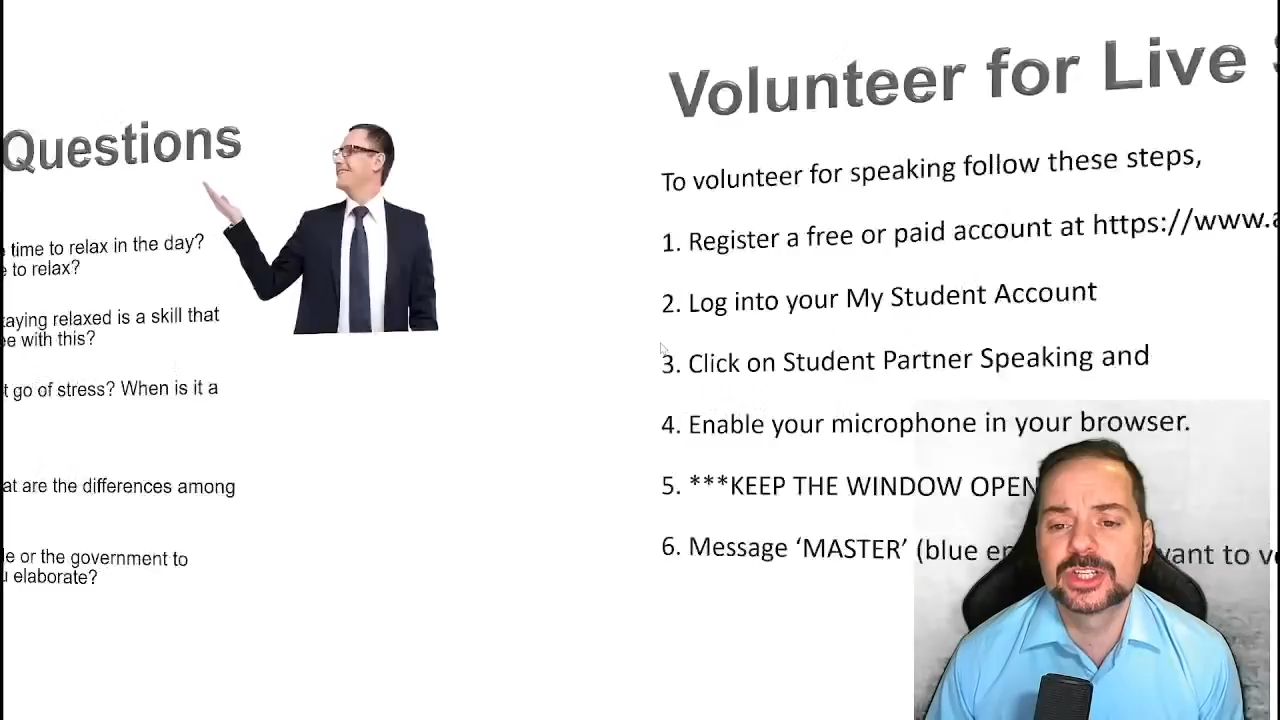 Questions
time to relax in the day?
e to relax?
taying relaxed is a skill that
ee with this?
t go of stress? When is it a
at are the differences among
e or the government to
u elaborate?
Volunteer for Live
To volunteer for speaking follow these steps,
1. Register a free or paid account at https://www.a
2. Log into your My Student Account
3. Click on Student Partner Speaking and
4. Enable your microphone in your browser.
5. ***KEEP THE WINDOW OPEN
6. Message ‘MASTER’ (blue en want to v